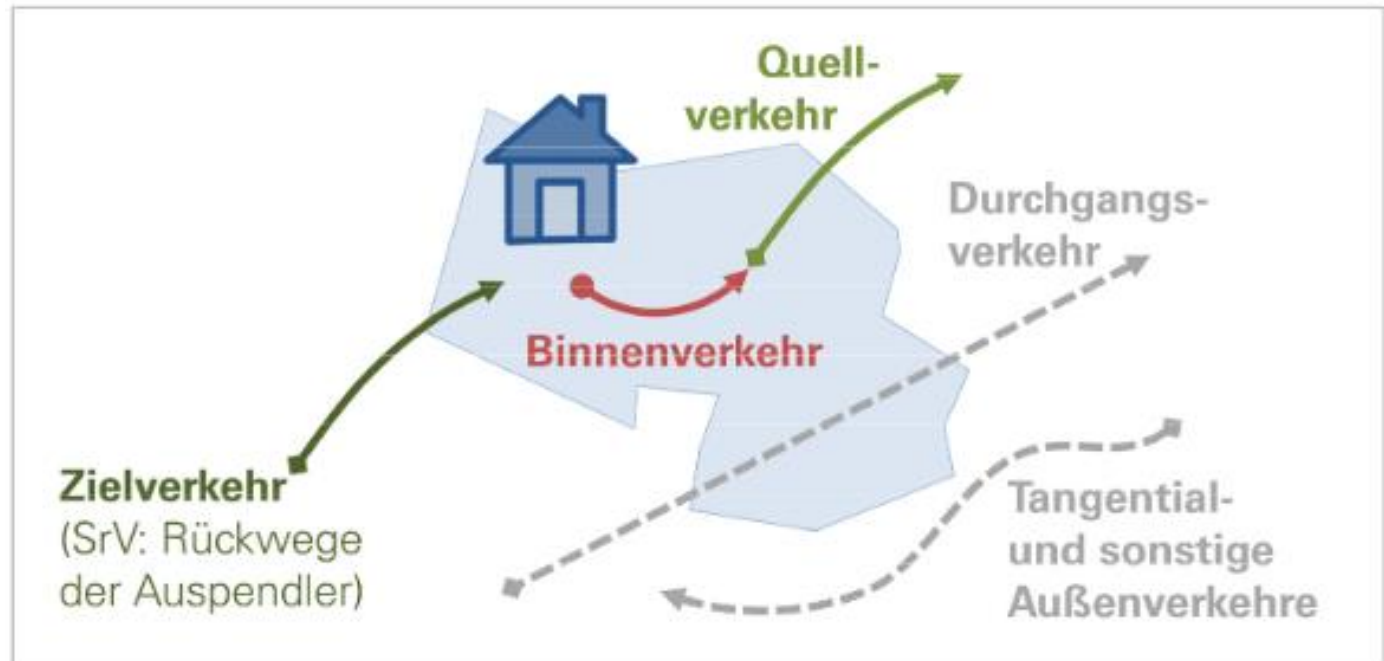 Quell-
verkehr
Durchgangs-
verkehr
Binnenverkehr
Zielverkehr
(SrV: Rückwege
der Auspendler)
Tangential-
und sonstige
Außenverkehre